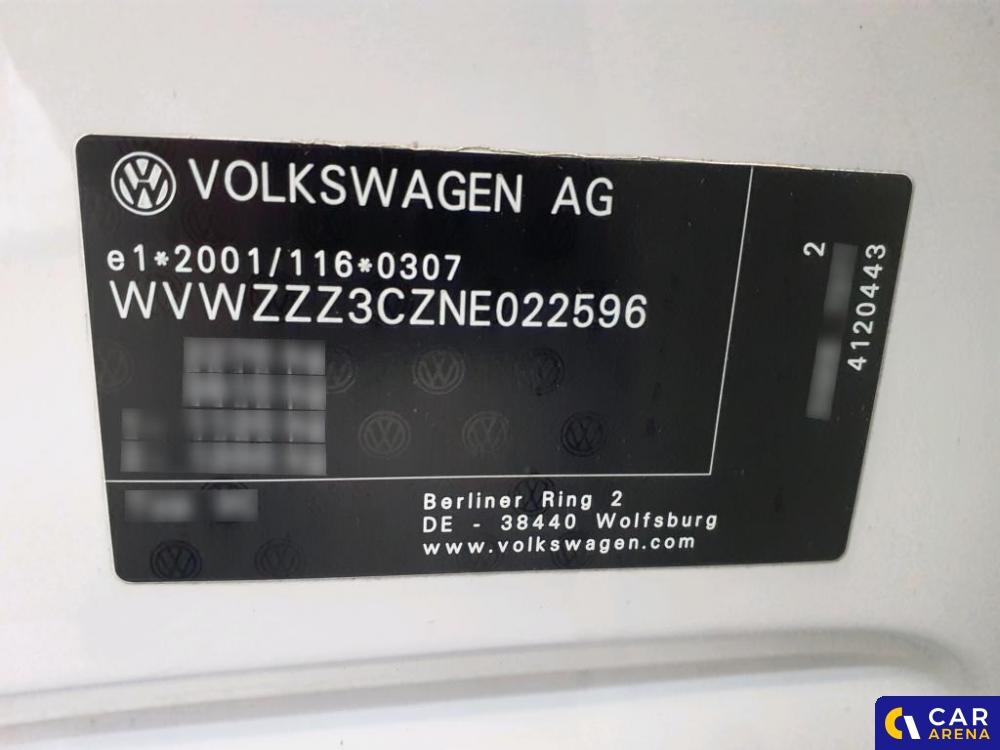 VOLKSWAGEN AG
e1*2001/116*0307
WVWZZZ3CZNE022596
2
4120443
Berliner Ring 2
DE - 38440 Wolfsburg
www.volkswagen.com
CAR
ARENA